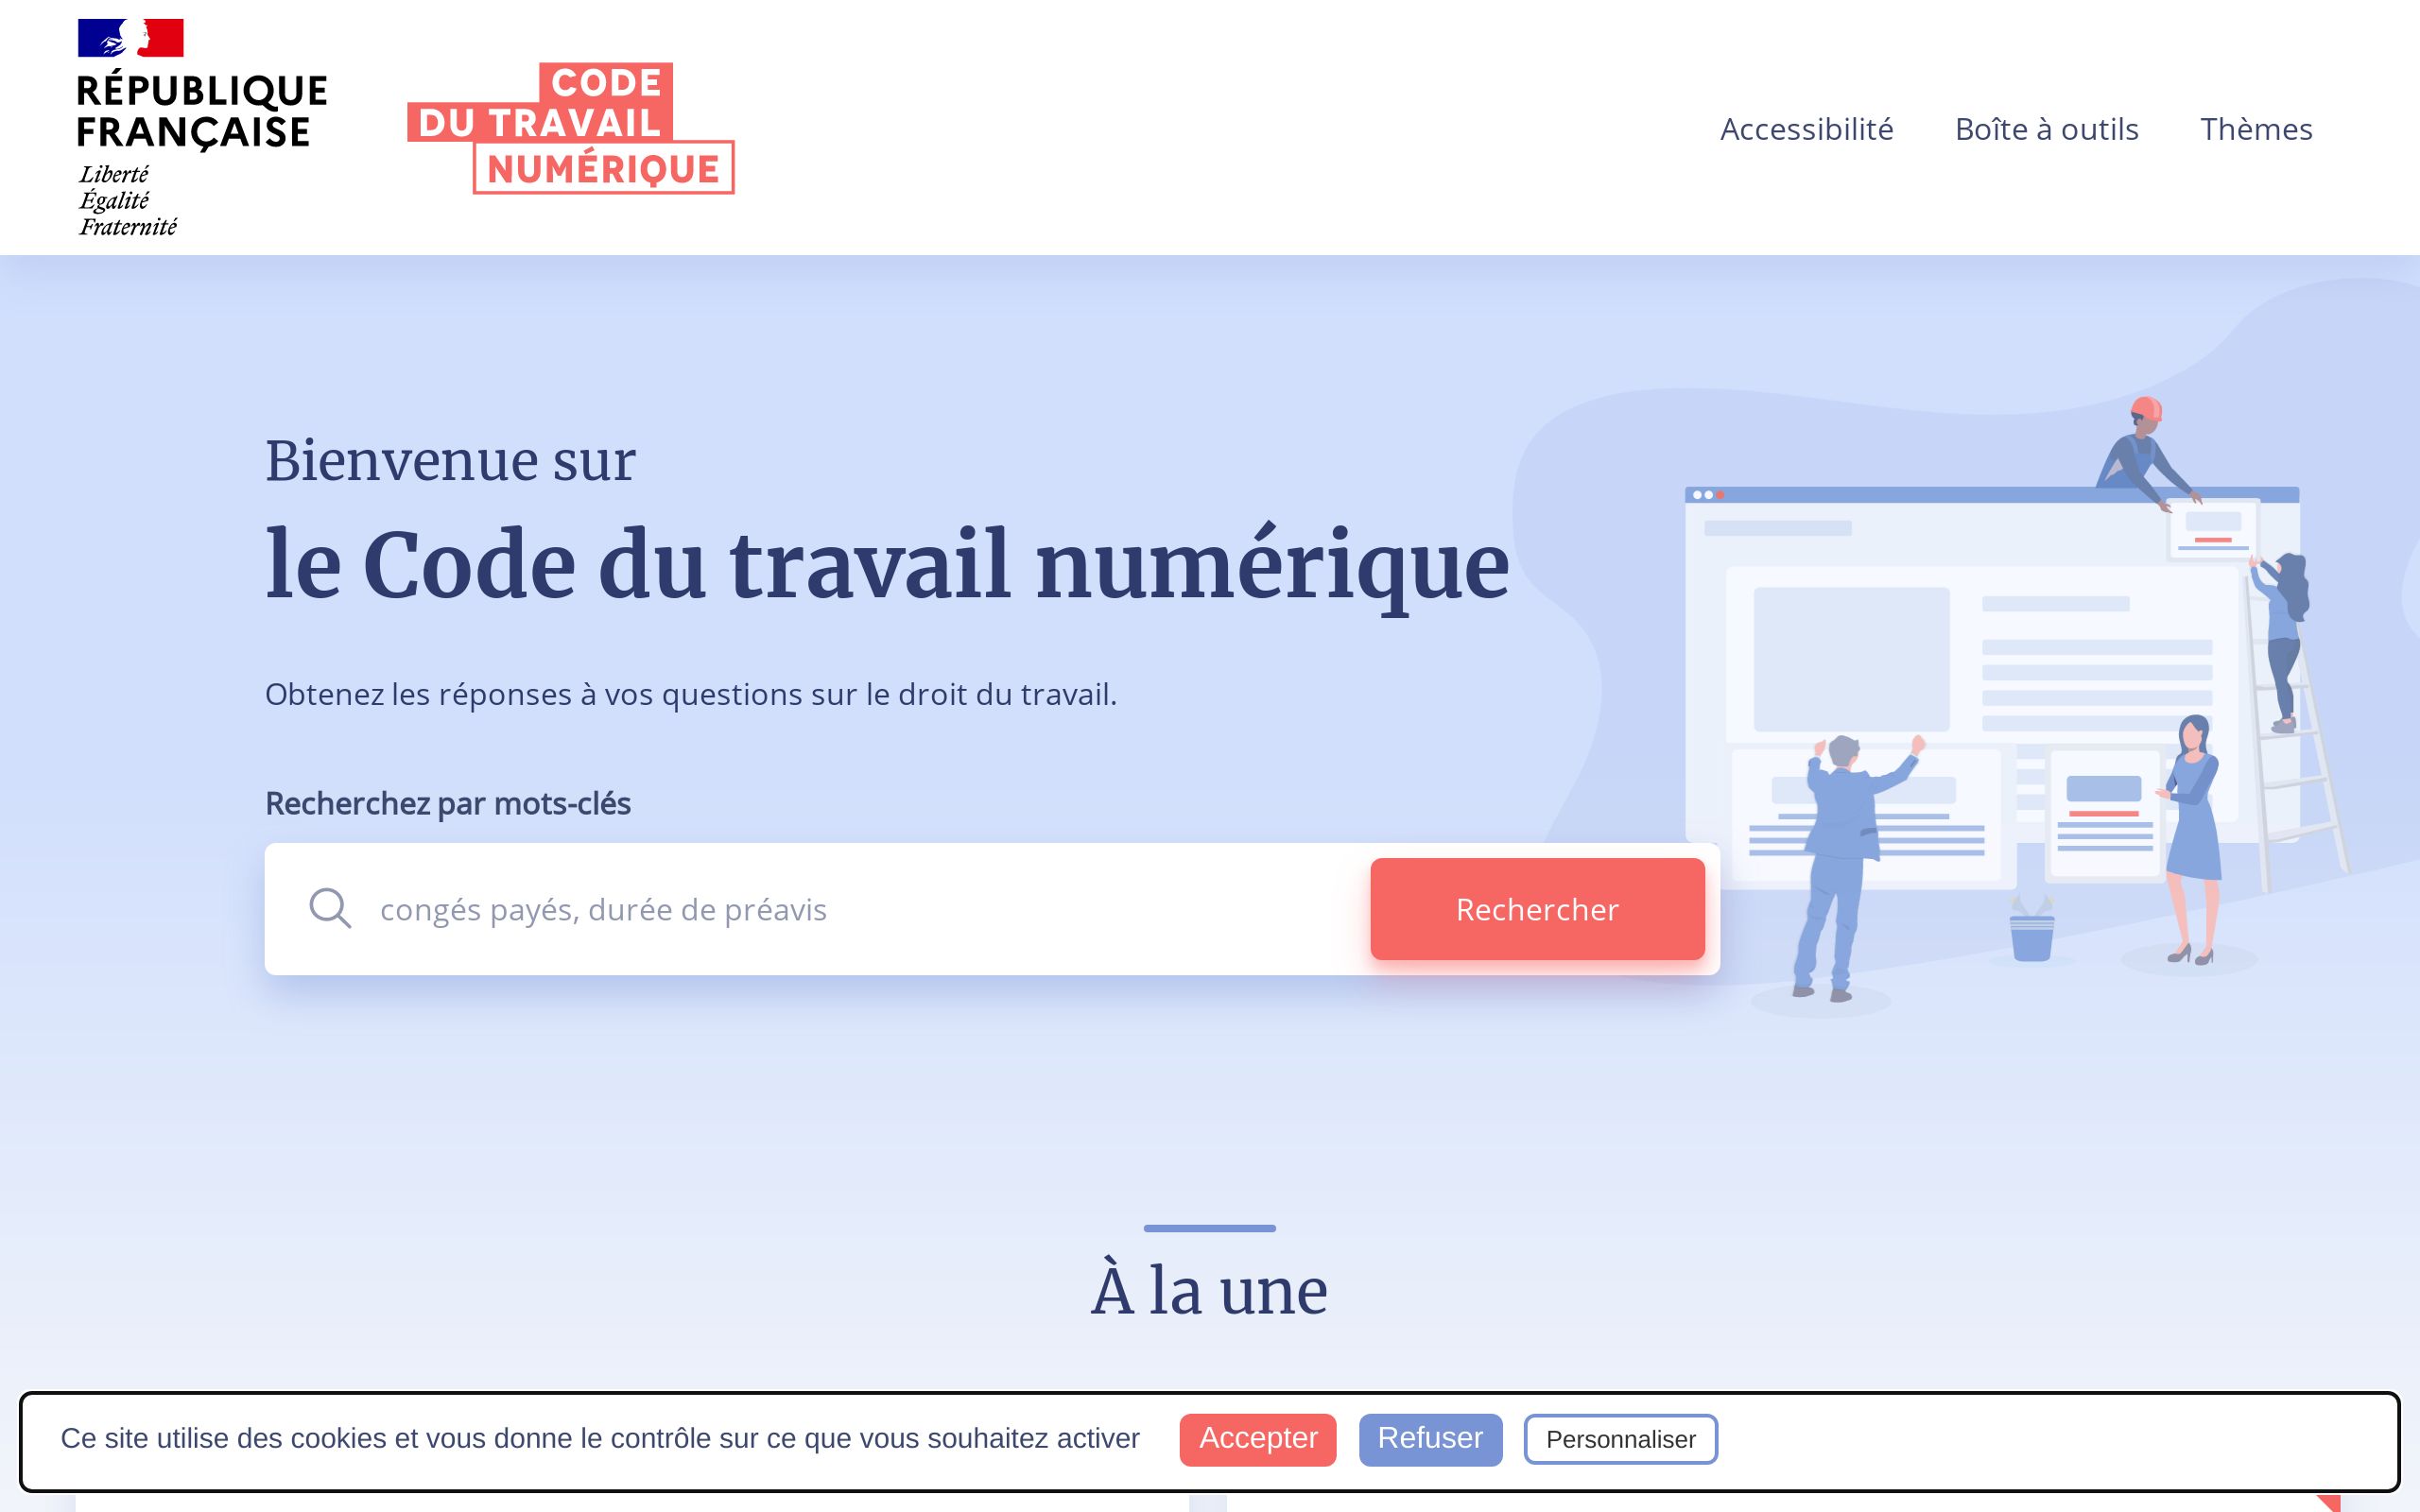 RÉPUBLIQUE
FRANÇAISE
Liberté
Égalité
Fraternité
CODE
DU TRAVAIL
NUMÉRIQUE
Accessibilité
Boîte à outils
Thèmes
Bienvenue sur
le Code du travail numérique
Obtenez les réponses à vos questions sur le droit du travail.
Recherchez par mots-clés
congés payés, durée de préavis
Rechercher
À la une
Ce site utilise des cookies et vous donne le contrôle sur ce que vous souhaitez activer
Accepter
Refuser
Personnaliser